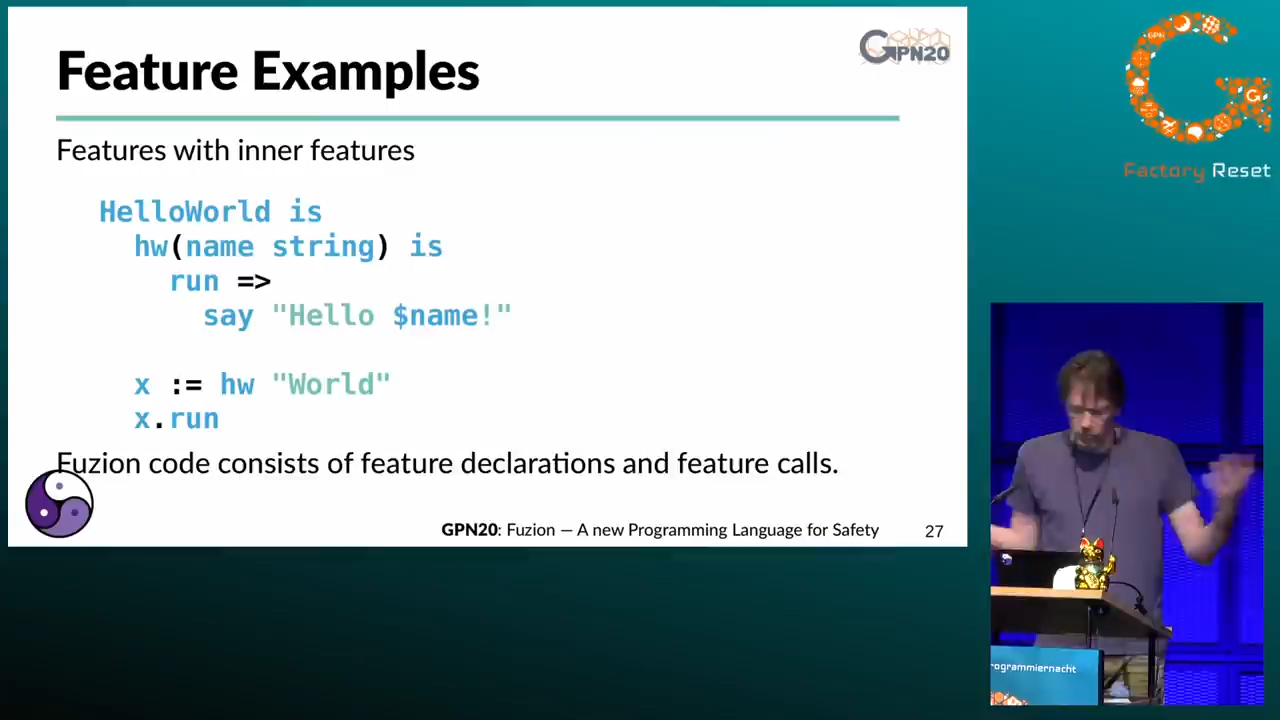 Feature Examples
GPN20
Features with inner features
HelloWorld is
hw(name string) is
run =>
say "Hello $name!"
x := hw "World"
x.run
Fuzion code consists of feature declarations and feature calls.
GPN20: Fuzion — A new Programming Language for Safety
27
GPN
G
Factory Reset
rogrammiernacht